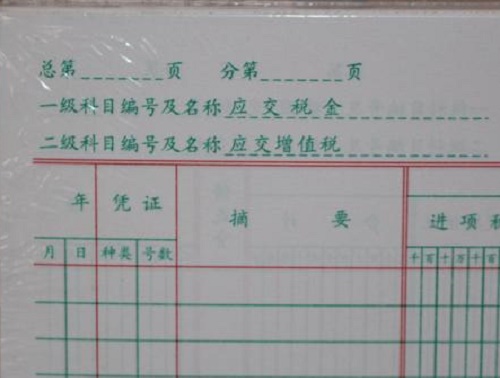 总第________页 分第________页
一级科目编号及名称 应交税金
二级科目编号及名称 应交增值税
年 凭证 摘要 进项
月 日 种类 号数 千 百 十 万 千 百 十